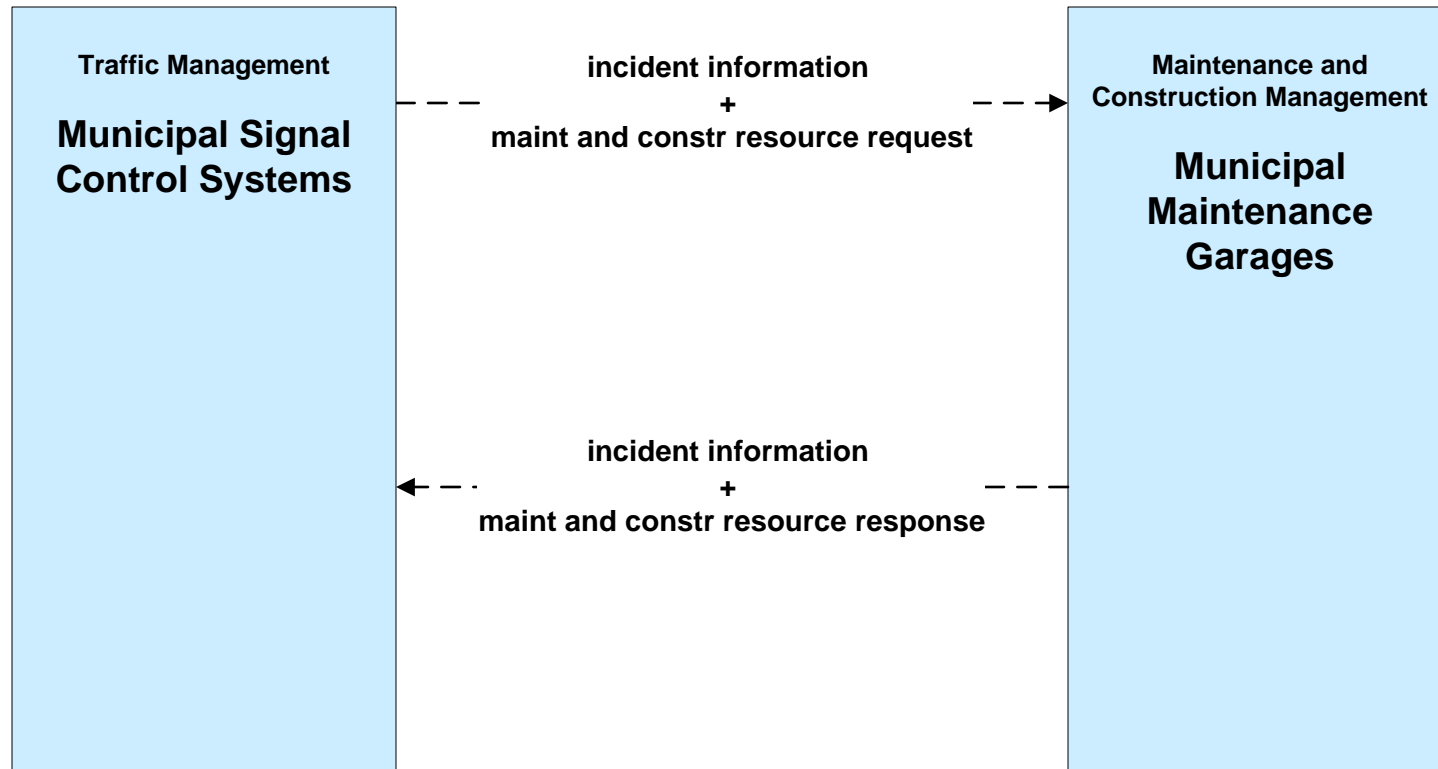 Traffic Management
Municipal Signal
Control Systems
incident information
+
maint and constr resource request
Maintenance and
Construction Management
Municipal
Maintenance
Garages
incident information
+
maint and constr resource response